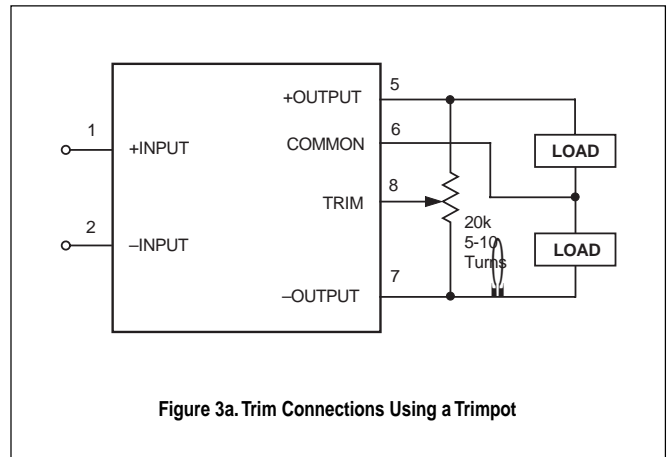 5
+OUTPUT
6
1
COMMON
LOAD
+INPUT
8
TRIM
20k
5-10
Turns
2
LOAD
–INPUT
7
–OUTPUT
Figure 3a. Trim Connections Using a Trimpot